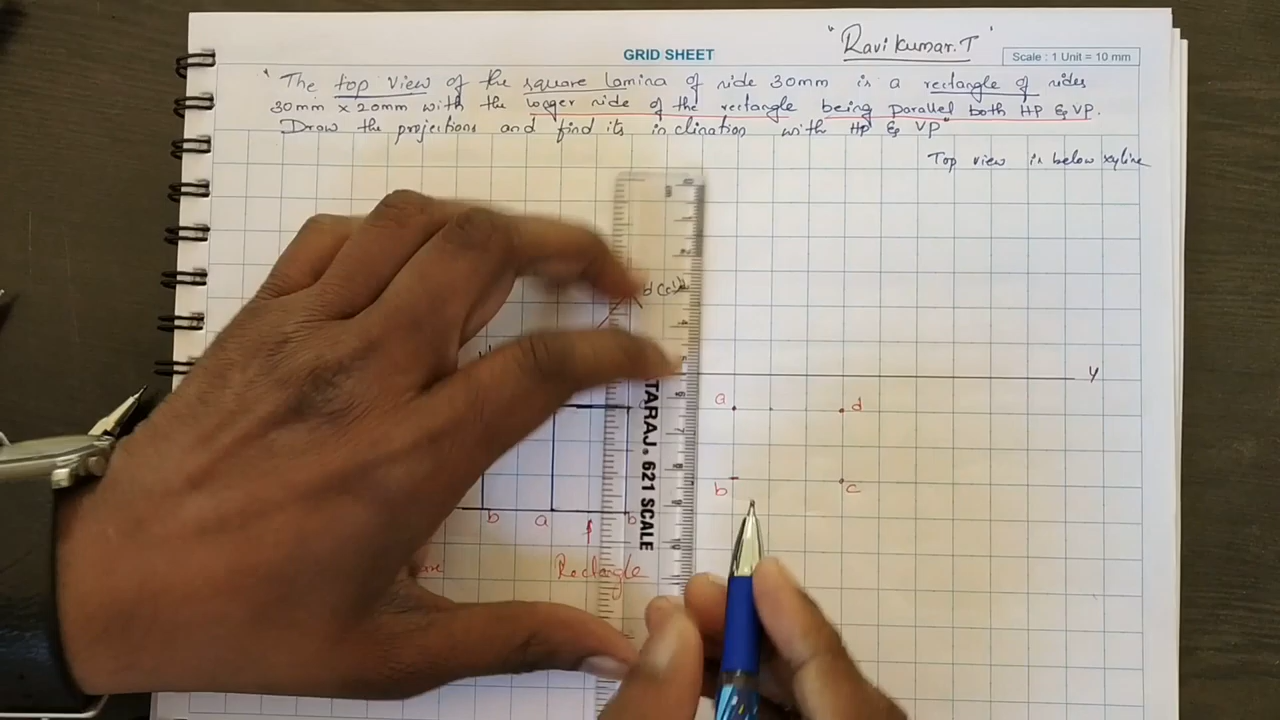 "Ravi Kumar. T"
GRID SHEET
Scale : 1 Unit = 10 mm
"The top view of the square lamina of side 30mm is a rectangle of sides
30mm x 20mm with the longer side of the rectangle being parallel both HP & VP.
Draw the projections and find its inclination with HP & VP"
Top view is below xyline
y
a d
b c
TARAJ 621 SCALE
b a b
Rectangle